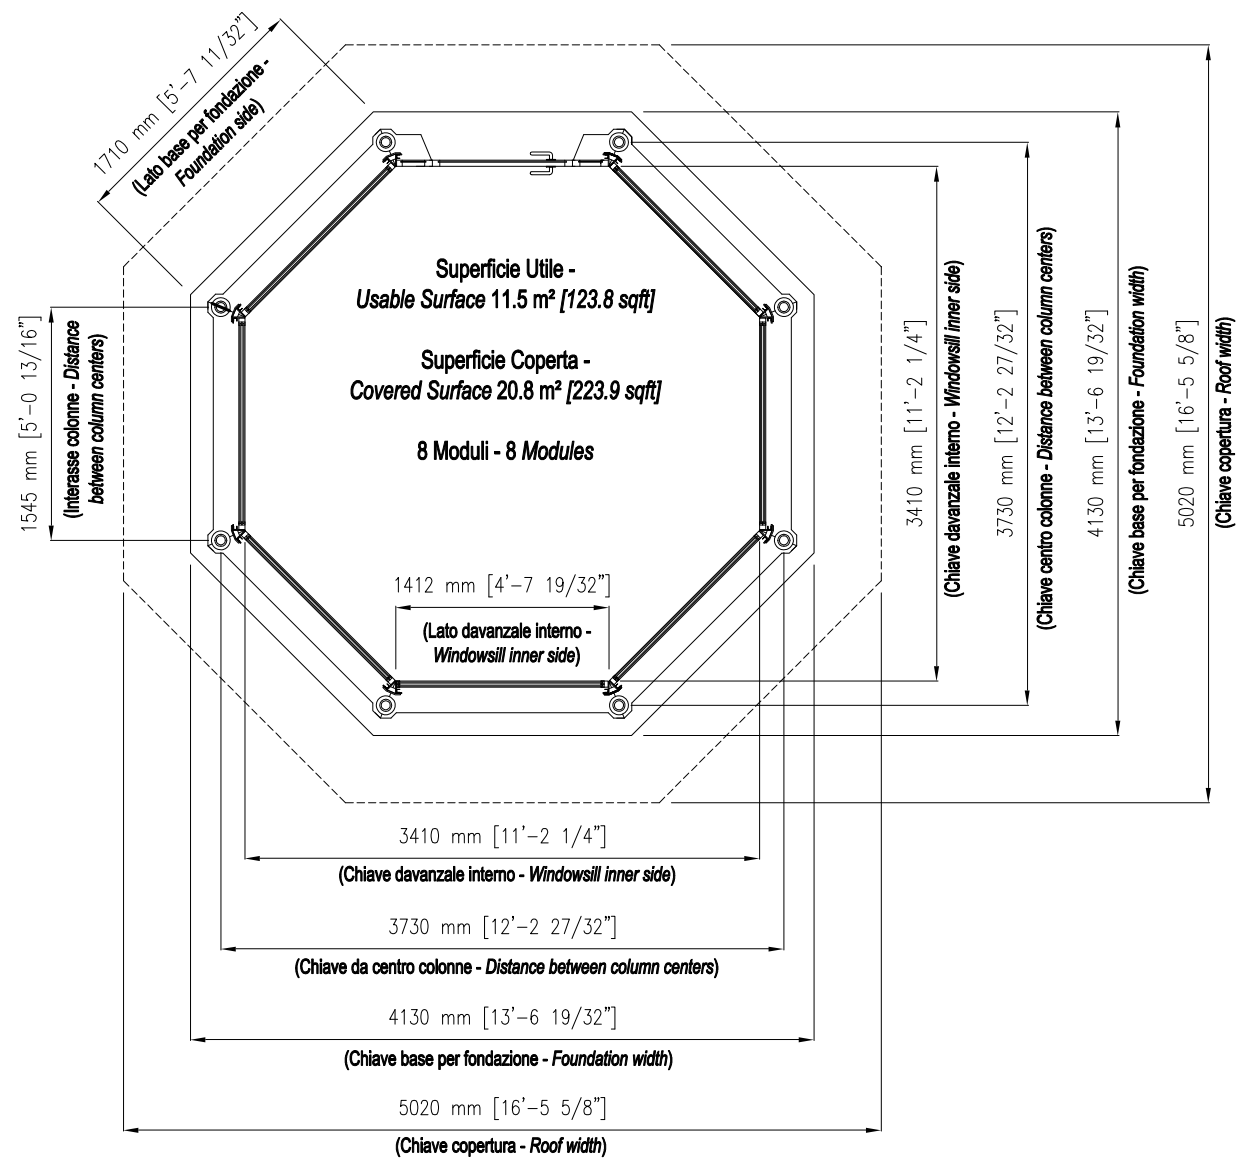 1710 mm [5'-7 11/32"]
(Lato base per fondazione -
Foundation side)
Superficie Utile -
Usable Surface 11.5 m² [123.8 sqft]
Superficie Coperta -
Covered Surface 20.8 m² [223.9 sqft]
8 Moduli - 8 Modules
1545 mm [5'-0 13/16"]
(Interasse colonne - Distance
between column centers)
1412 mm [4'-7 19/32"]
(Lato davanzale interno -
Windowsill inner side)
3410 mm [11'-2 1/4"]
(Chiave davanzale interno - Windowsill inner side)
3730 mm [12'-2 27/32"]
(Chiave centro colonne - Distance between column centers)
4130 mm [13'-6 19/32"]
(Chiave base per fondazione - Foundation width)
5020 mm [16'-5 5/8"]
(Chiave copertura - Roof width)
3410 mm [11'-2 1/4"]
(Chiave davanzale interno - Windowsill inner side)
3730 mm [12'-2 27/32"]
(Chiave da centro colonne - Distance between column centers)
4130 mm [13'-6 19/32"]
(Chiave base per fondazione - Foundation width)
5020 mm [16'-5 5/8"]
(Chiave copertura - Roof width)